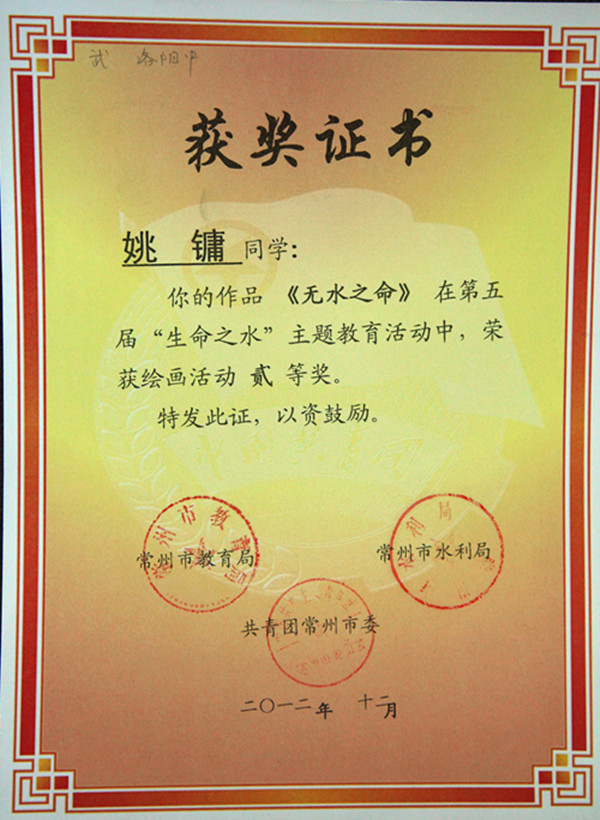 武 洛阳中
获奖证书
姚 镛 同学：
你的作品 《无水之命》 在第五
届“生命之水”主题教育活动中，荣
获绘画活动 贰 等奖。
特发此证，以资鼓励。
常州市教育局
常州市水利局
共青团常州市委
二〇一二年 十二月